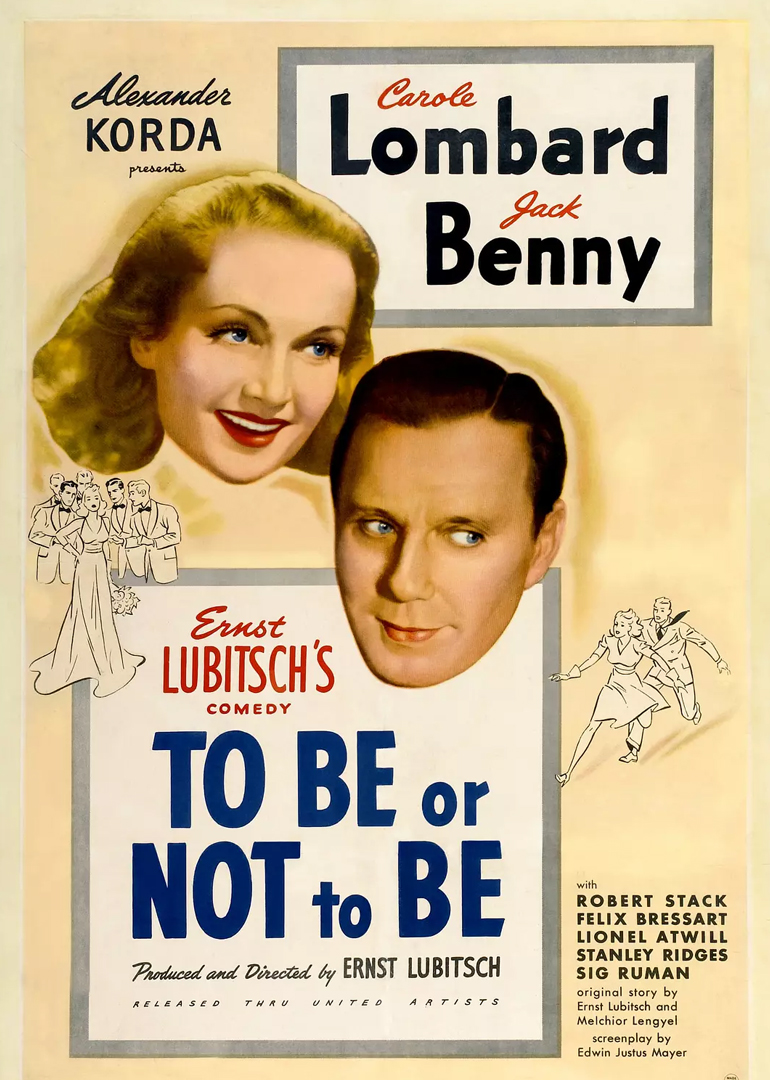 Alexander
KORDA
presents
Carole
Lombard
Jack
Benny
Ernst
LUBITSCH'S
COMEDY
TO BE or
NOT to BE
Produced and Directed by ERNST LUBITSCH
RELEASED THRU UNITED ARTISTS
with
ROBERT STACK
FELIX BRESSART
LIONEL ATWILL
STANLEY RIDGES
SIG RUMAN
original story by
Ernst Lubitsch and
Melchior Lengyel
screenplay by
Edwin Justus Mayer